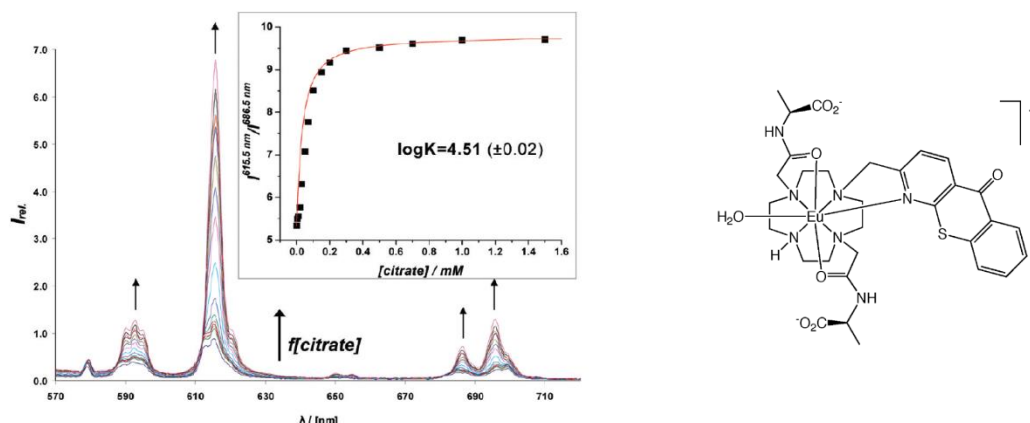 7.0
6.0
5.0
4.0
3.0
2.0
1.0
0.0
I rel.
570 590 610 630 650 670 690 710
λ / [nm]
f[citrate]
10
9
8
7
6
5
I 615.5 nm/I 686.5 nm
logK=4.51 (±0.02)
0.0 0.2 0.4 0.6 0.8 1.0 1.2 1.4 1.6
[citrate] / mM
CO2-
HN
O
N N
H2O Eu N
N N
H
S
O
O
NH
-O2C